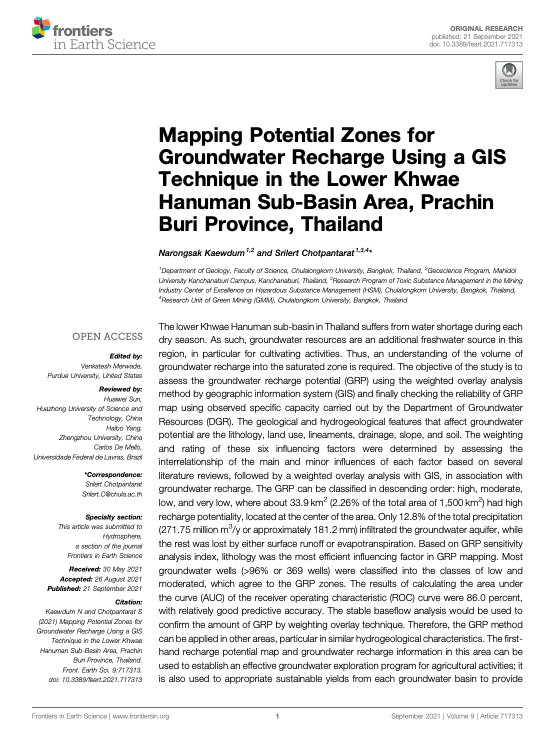 frontiers
in Earth Science
ORIGINAL RESEARCH
published: 21 September 2021
doi: 10.3389/feart.2021.717313
Check for
updates
Mapping Potential Zones for
Groundwater Recharge Using a GIS
Technique in the Lower Khwae
Hanuman Sub-Basin Area, Prachin
Buri Province, Thailand
Narongsak Kaewdum 1,2 and Srilert Chotpantarat 1,3,4*
1Department of Geology, Faculty of Science, Chulalongkorn University, Bangkok, Thailand, 2Geoscience Program, Mahidol
University Kanchanaburi Campus, Kanchanaburi, Thailand, 3Research Program of Toxic Substance Management in the Mining
Industry Center of Excellence on Hazardous Substance Management (HSM), Chulalongkorn University, Bangkok, Thailand,
4Research Unit of Green Mining (GMM), Chulalongkorn University, Bangkok, Thailand
OPEN ACCESS
Edited by:
Venkatesh Merwade,
Purdue University, United States
Reviewed by:
Huaiwei Sun,
Huazhong University of Science and
Technology, China
Haibo Yang,
Zhengzhou University, China
Carlos De Mello,
Universidade Federal de Lavras, Brazil
*Correspondence:
Srilert Chotpantarat
Srilert.C@chula.ac.th
Specialty section:
This article was submitted to
Hydrosphere,
a section of the journal
Frontiers in Earth Science
Received: 30 May 2021
Accepted: 26 August 2021
Published: 21 September 2021
Citation:
Kaewdum N and Chotpantarat S
(2021) Mapping Potential Zones for
Groundwater Recharge Using a GIS
Technique in the Lower Khwae
Hanuman Sub-Basin Area, Prachin
Buri Province, Thailand.
Front. Earth Sci. 9:717313.
doi: 10.3389/feart.2021.717313
The lower Khwae Hanuman sub-basin in Thailand suffers from water shortage during each
dry season. As such, groundwater resources are an additional freshwater source in this
region, in particular for cultivating activities. Thus, an understanding of the volume of
groundwater recharge into the saturated zone is required. The objective of the study is to
assess the groundwater recharge potential (GRP) using the weighted overlay analysis
method by geographic information system (GIS) and finally checking the reliability of GRP
map using observed specific capacity carried out by the Department of Groundwater
Resources (DGR). The geological and hydrogeological features that affect groundwater
potential are the lithology, land use, lineaments, drainage, slope, and soil. The weighting
and rating of these six influencing factors were determined by assessing the
interrelationship of the main and minor influences of each factor based on several
literature reviews, followed by a weighted overlay analysis with GIS, in association with
groundwater recharge. The GRP can be classified in descending order: high, moderate,
low, and very low, where about 33.9 km2 (2.26% of the total area of 1,500 km2) had high
recharge potentiality, located at the center of the area. Only 12.8% of the total precipitation
(271.75 million m3/y or approximately 181.2 mm) infiltrated the groundwater aquifer, while
the rest was lost by either surface runoff or evapotranspiration. Based on GRP sensitivity
analysis index, lithology was the most efficient influencing factor in GRP mapping. Most
groundwater wells (>96% or 369 wells) were classified into the classes of low and
moderated, which agree to the GRP zones. The results of calculating the area under
the curve (AUC) of the receiver operating characteristic (ROC) curve were 86.0 percent,
with relatively good predictive accuracy. The stable baseflow analysis would be used to
confirm the amount of GRP by weighting overlay technique. Therefore, the GRP method
can be applied in other areas, particular in similar hydrogeological characteristics. The first-
hand recharge potential map and groundwater recharge information in this area can be
used to establish an effective groundwater exploration program for agricultural activities; it
is also used to appropriate sustainable yields from each groundwater basin to provide
Frontiers in Earth Science | www.frontiersin.org
1
September 2021 | Volume 9 | Article 717313